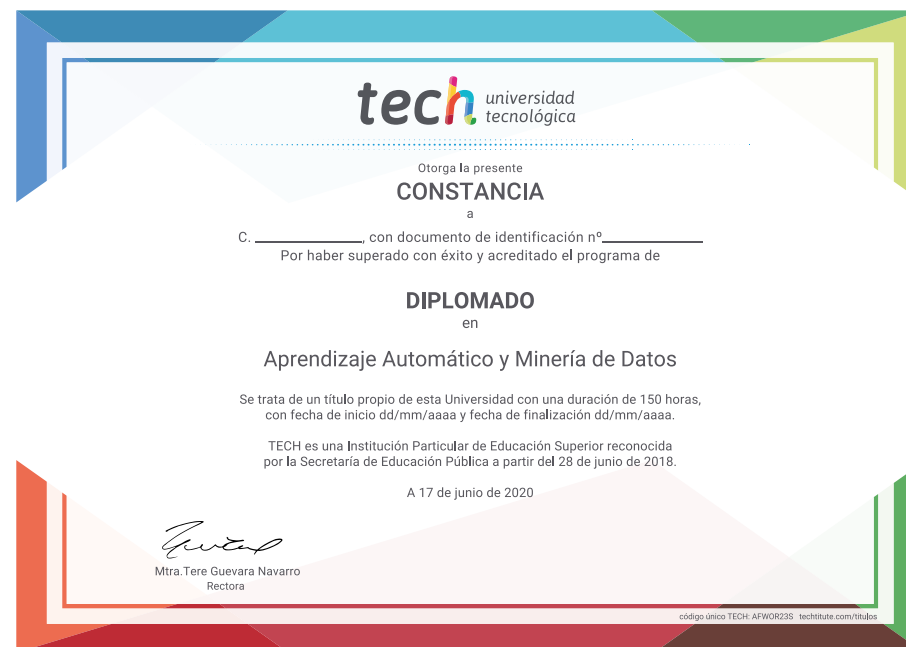 tech universidad
tecnológica
Otorga la presente
CONSTANCIA
a
C. ____________, con documento de identificación nº____________
Por haber superado con éxito y acreditado el programa de
DIPLOMADO
en
Aprendizaje Automático y Minería de Datos
Se trata de un título propio de esta Universidad con una duración de 150 horas,
con fecha de inicio dd/mm/aaaa y fecha de finalización dd/mm/aaaa.
TECH es una Institución Particular de Educación Superior reconocida
por la Secretaría de Educación Pública a partir del 28 de junio de 2018.
A 17 de junio de 2020
Mtra.Tere Guevara Navarro
Rectora
código único TECH: AFWOR23S techtitute.com/titulos